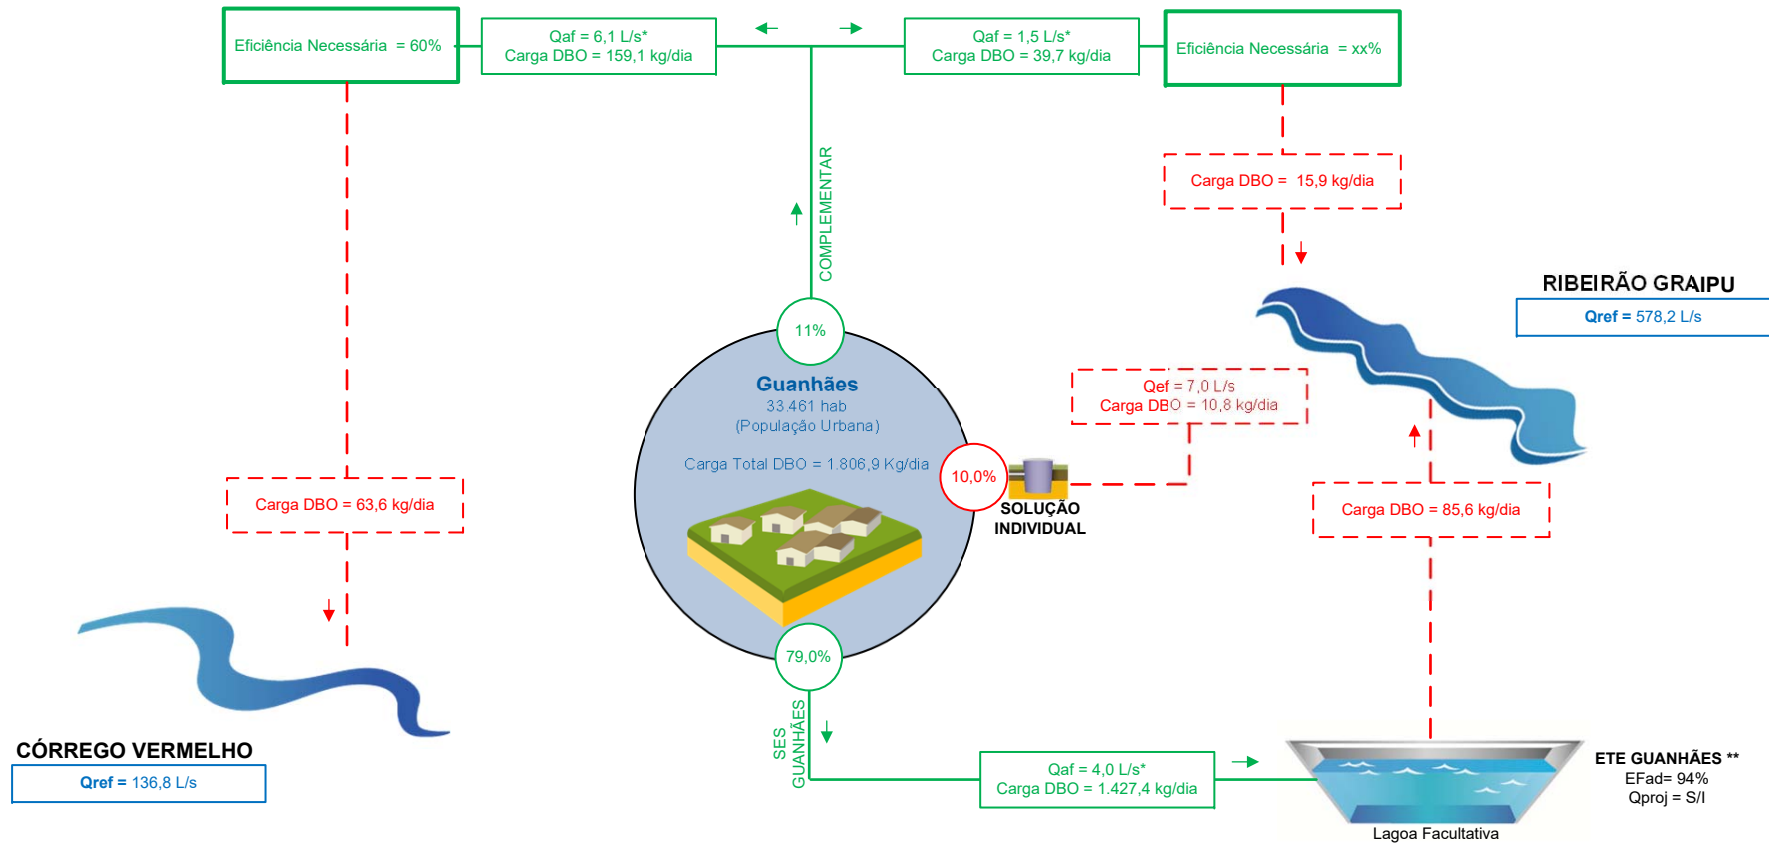 Eficiência Necessária = 60%
Qaf = 6,1 L/s*
Carga DBO = 159,1 kg/dia
Qaf = 1,5 L/s*
Carga DBO = 39,7 kg/dia
Eficiência Necessária = xx%
COMPLEMENTAR
Carga DBO = 15,9 kg/dia
RIBEIRÃO GRAIPU
Qref = 578,2 L/s
11%
Guanhães
33.461 hab
(População Urbana)
Carga Total DBO = 1.806,9 Kg/dia
Qef = 7,0 L/s
Carga DBO = 10,8 kg/dia
10,0%
SOLUÇÃO
INDIVIDUAL
Carga DBO = 63,6 kg/dia
Carga DBO = 85,6 kg/dia
79,0%
SES
GUANHÃES
CÓRREGO VERMELHO
Qref = 136,8 L/s
Qaf = 4,0 L/s*
Carga DBO = 1.427,4 kg/dia
ETE GUANHÃES **
EFad= 94%
Qproj = S/I
Lagoa Facultativa